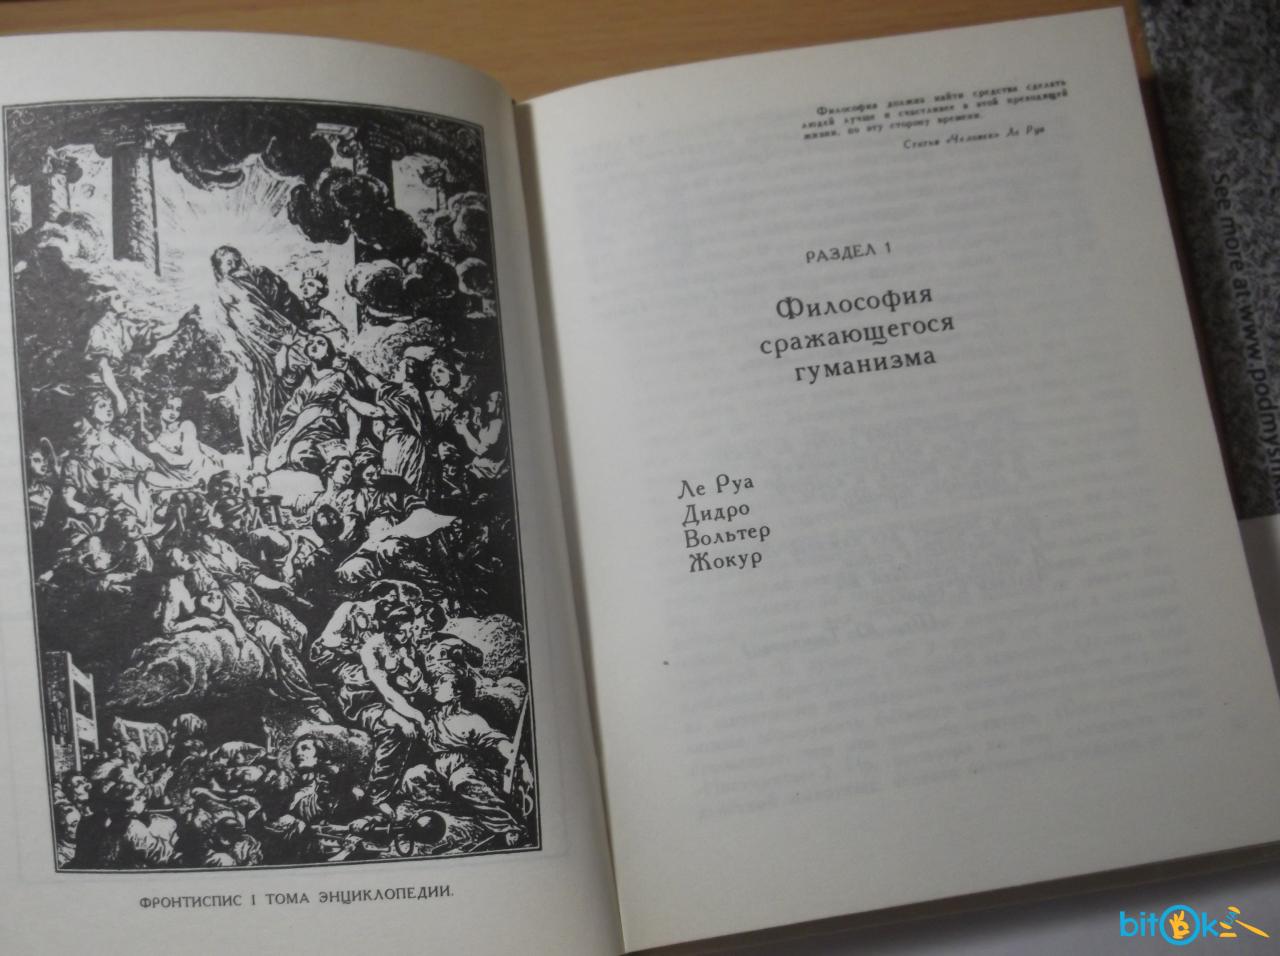 ФРОНТИСПИС I ТОМА ЭНЦИКЛОПЕДИИ.
Философия должна найти средства сделать
людей лучше и счастливее в этой преходящей
жизни, по эту сторону времени.
Статья «Человек» Ле Руа
РАЗДЕЛ 1
Философия
сражающегося
гуманизма
Ле Руа
Дидро
Вольтер
Жокур
See more at www.podmyshk
bitOk